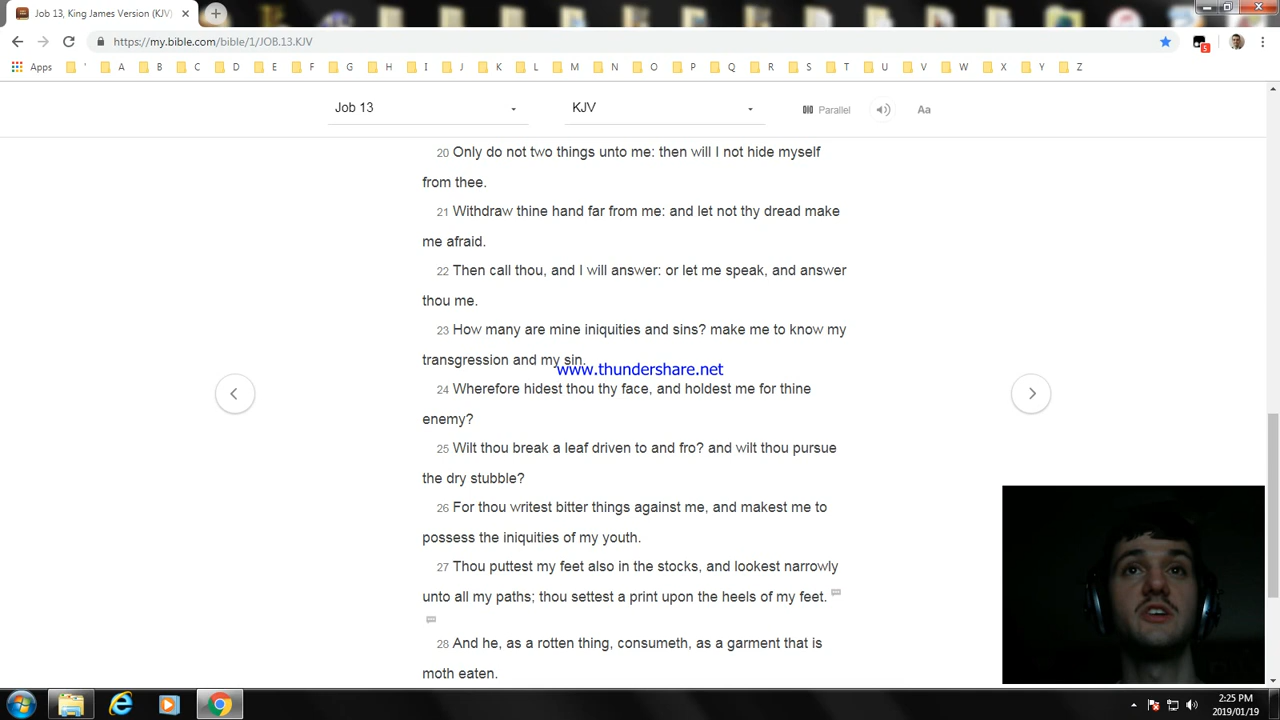 Job 13, King James Version (KJV)
https://my.bible.com/bible/1/JOB.13.KJV
5
Apps ' A B C D E F G H I J K L M N O P Q R S T U V W X Y Z
Job 13 KJV Parallel Aa
20 Only do not two things unto me: then will I not hide myself
from thee.
21 Withdraw thine hand far from me: and let not thy dread make
me afraid.
22 Then call thou, and I will answer: or let me speak, and answer
thou me.
23 How many are mine iniquities and sins? make me to know my
transgression and my sin.
www.thundershare.net
24 Wherefore hidest thou thy face, and holdest me for thine
enemy?
25 Wilt thou break a leaf driven to and fro? and wilt thou pursue
the dry stubble?
26 For thou writest bitter things against me, and makest me to
possess the iniquities of my youth.
27 Thou puttest my feet also in the stocks, and lookest narrowly
unto all my paths; thou settest a print upon the heels of my feet.
28 And he, as a rotten thing, consumeth, as a garment that is
moth eaten.
2:25 PM
2019/01/19